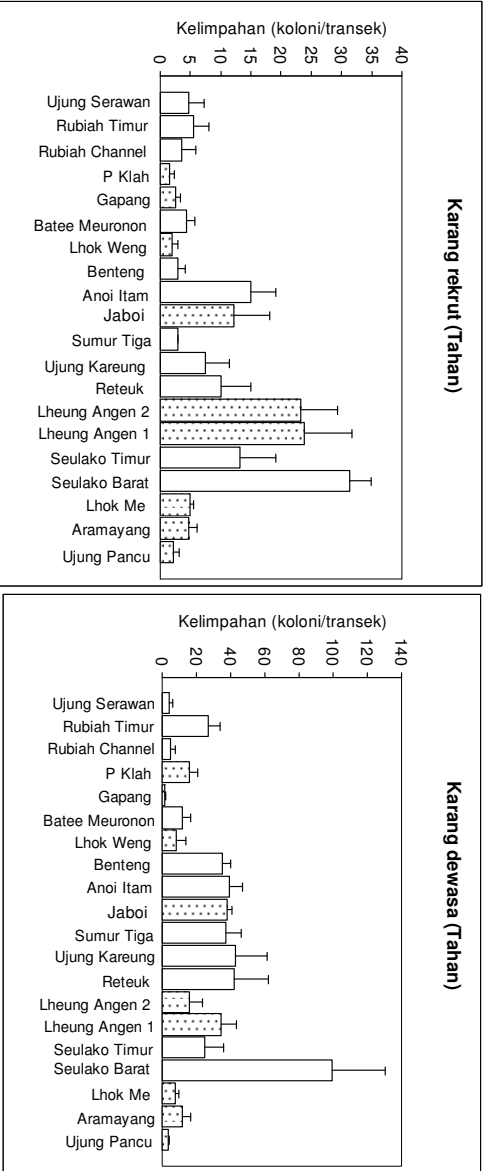 Karang rekrut (Tahan)
Kelimpahan (koloni/transek)
0
5
10
15
20
25
30
35
40
Ujung Serawan
Rubiah Timur
Rubiah Channel
P Klah
Gapang
Batee Meuronon
Lhok Weng
Benteng
Anoi Itam
Jaboi
Sumur Tiga
Ujung Kareung
Reteuk
Lheung Angen 2
Lheung Angen 1
Seulako Timur
Seulako Barat
Lhok Me
Aramayang
Ujung Pancu
Karang dewasa (Tahan)
Kelimpahan (koloni/transek)
0
20
40
60
80
100
120
140
Ujung Serawan
Rubiah Timur
Rubiah Channel
P Klah
Gapang
Batee Meuronon
Lhok Weng
Benteng
Anoi Itam
Jaboi
Sumur Tiga
Ujung Kareung
Reteuk
Lheung Angen 2
Lheung Angen 1
Seulako Timur
Seulako Barat
Lhok Me
Aramayang
Ujung Pancu